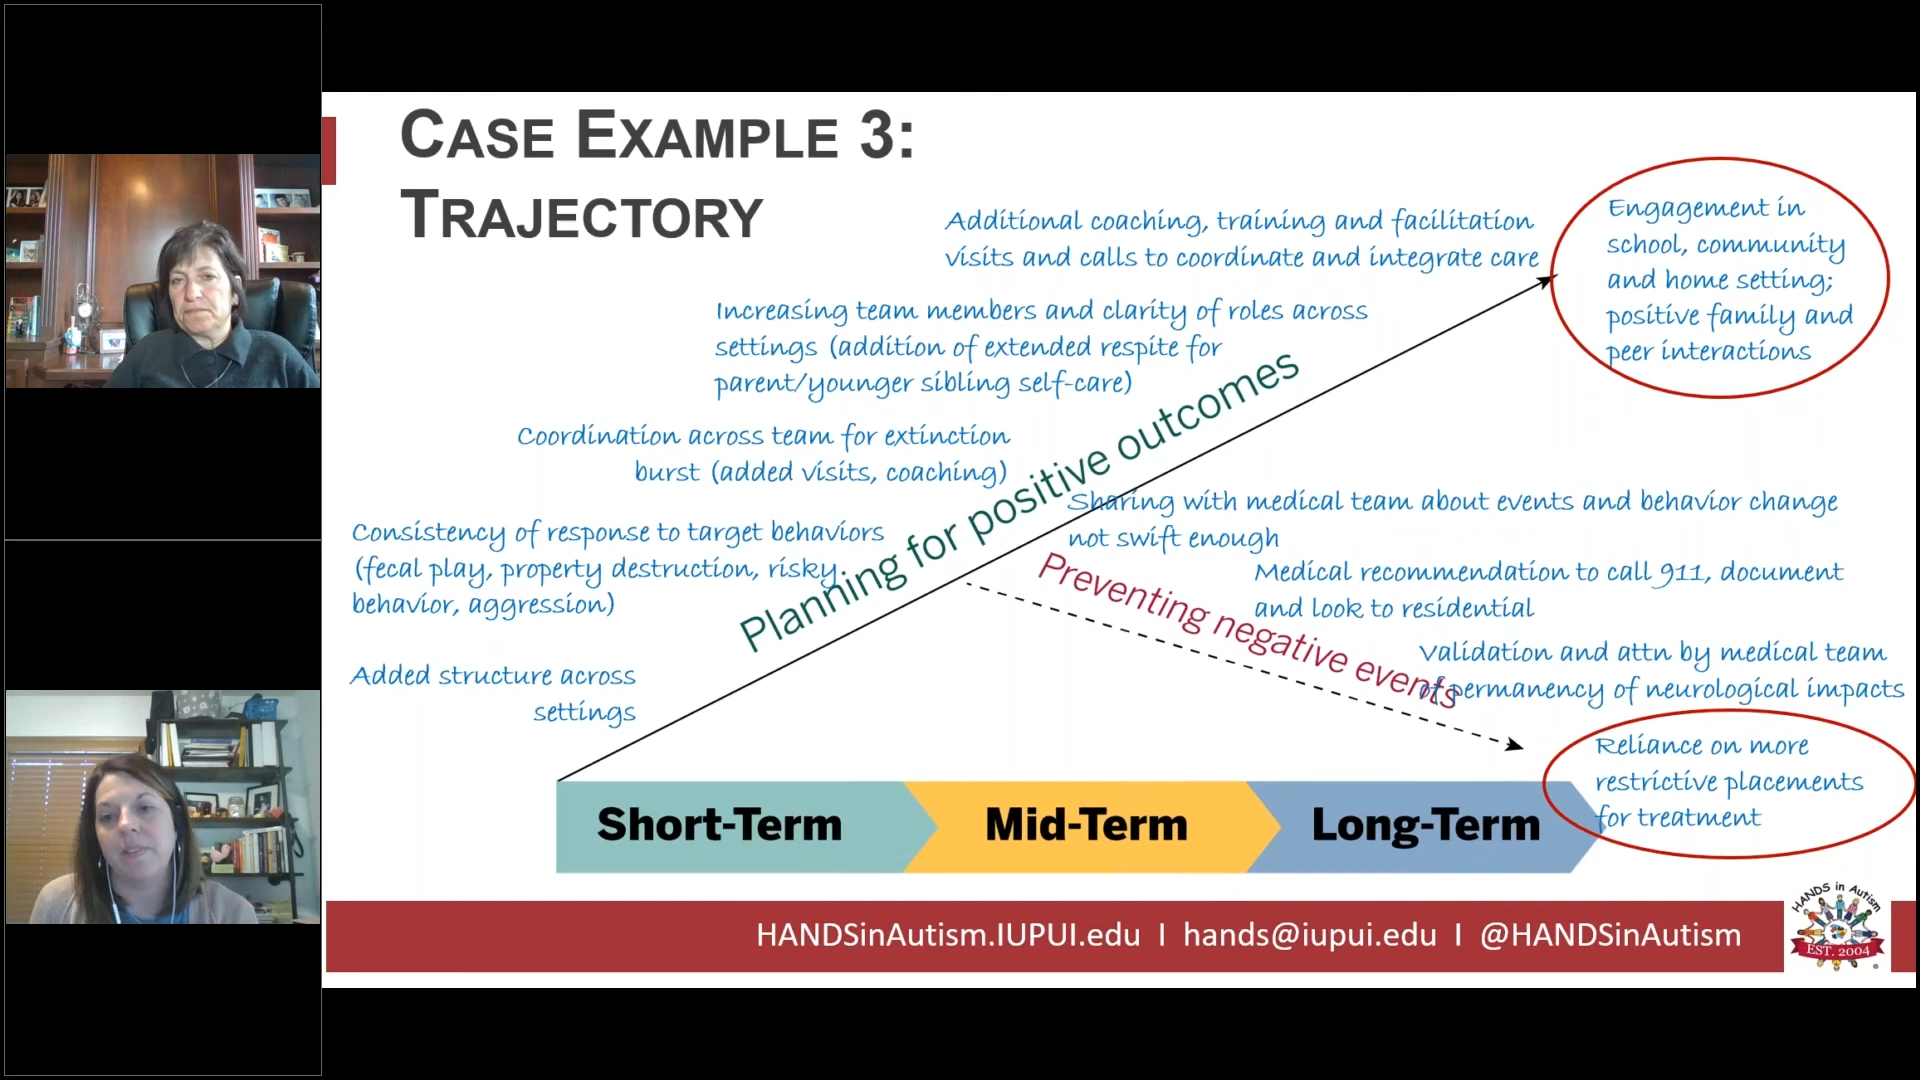 CASE EXAMPLE 3:
TRAJECTORY
Additional coaching, training and facilitation
visits and calls to coordinate and integrate care
Engagement in
school, community
and home setting;
positive family and
peer interactions
Increasing team members and clarity of roles across
settings (addition of extended respite for
parent/younger sibling self-care)
Coordination across team for extinction
burst (added visits, coaching)
Consistency of response to target behaviors
(fecal play, property destruction, risky
behavior, aggression)
Added structure across
settings
Planning for positive outcomes
Sharing with medical team about events and behavior change
not swift enough
Preventing negative events
Medical recommendation to call 911, document
and look to residential
Validation and attn by medical team
of permanency of neurological impacts
Reliance on more
restrictive placements
for treatment
Short-Term
Mid-Term
Long-Term
HANDSinAutism.IUPUI.edu I hands@iupui.edu I @HANDSinAutism
HANDS in Autism
EST. 2004
®